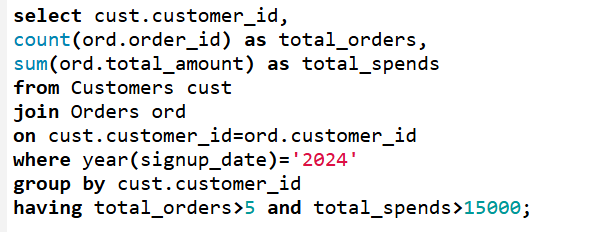 select cust.customer_id,
count(ord.order_id) as total_orders,
sum(ord.total_amount) as total_spends
from Customers cust
join Orders ord
on cust.customer_id=ord.customer_id
where year(signup_date)='2024'
group by cust.customer_id
having total_orders>5 and total_spends>15000;